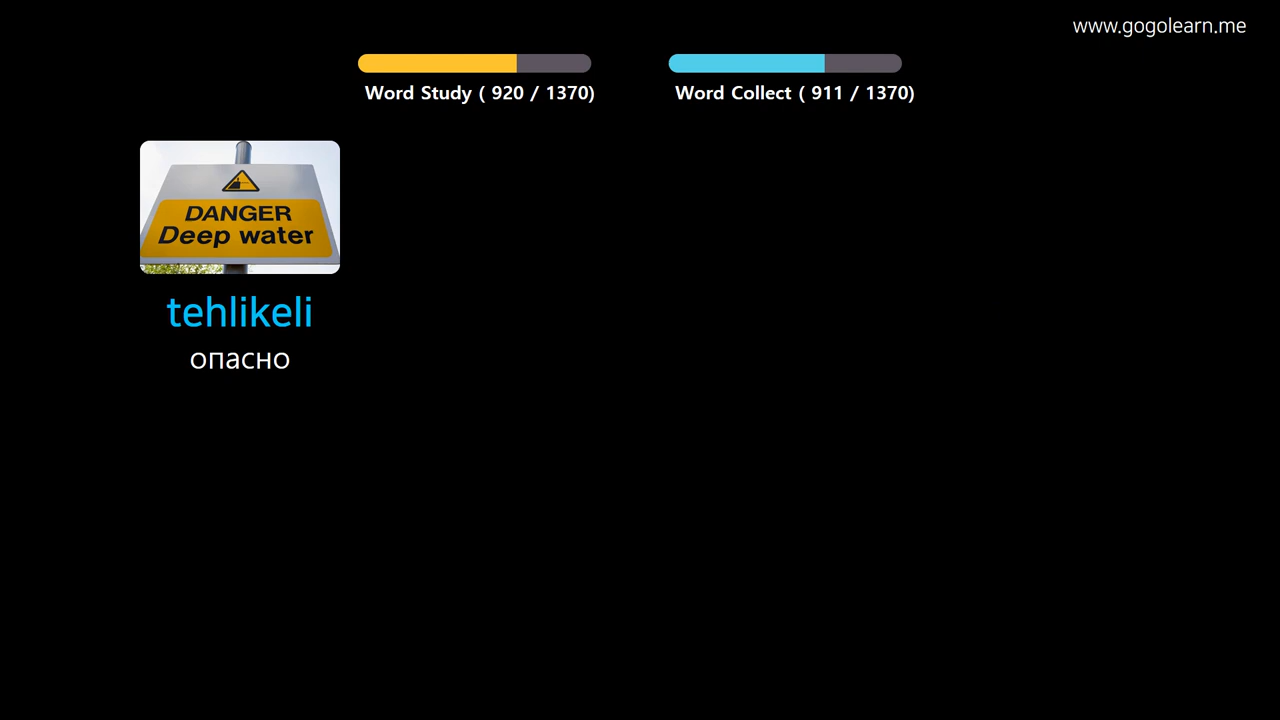 www.gogolearn.me
Word Study ( 920 / 1370)
Word Collect ( 911 / 1370)
DANGER
Deep water
tehlikeli
опасно